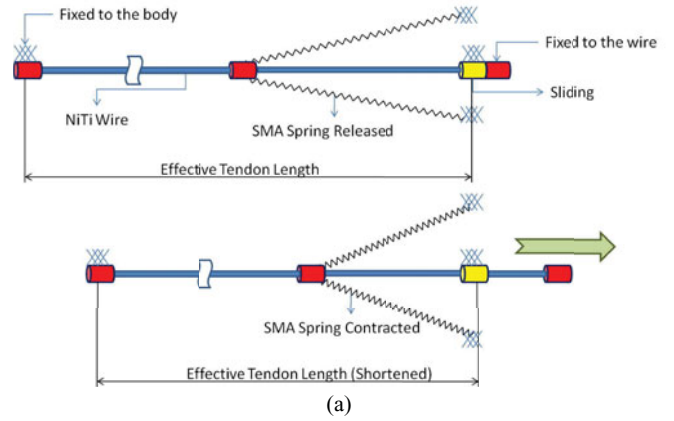 Fixed to the body
Fixed to the wire
Sliding
NiTi Wire
SMA Spring Released
Effective Tendon Length
SMA Spring Contracted
Effective Tendon Length (Shortened)
(a)